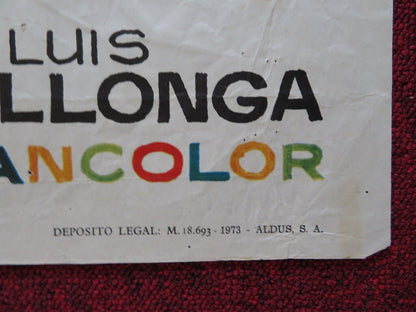 LUIS
LLONGA
ANCOLOR
DEPOSITO LEGAL: M. 18.693 - 1973 - ALDUS, S. A.